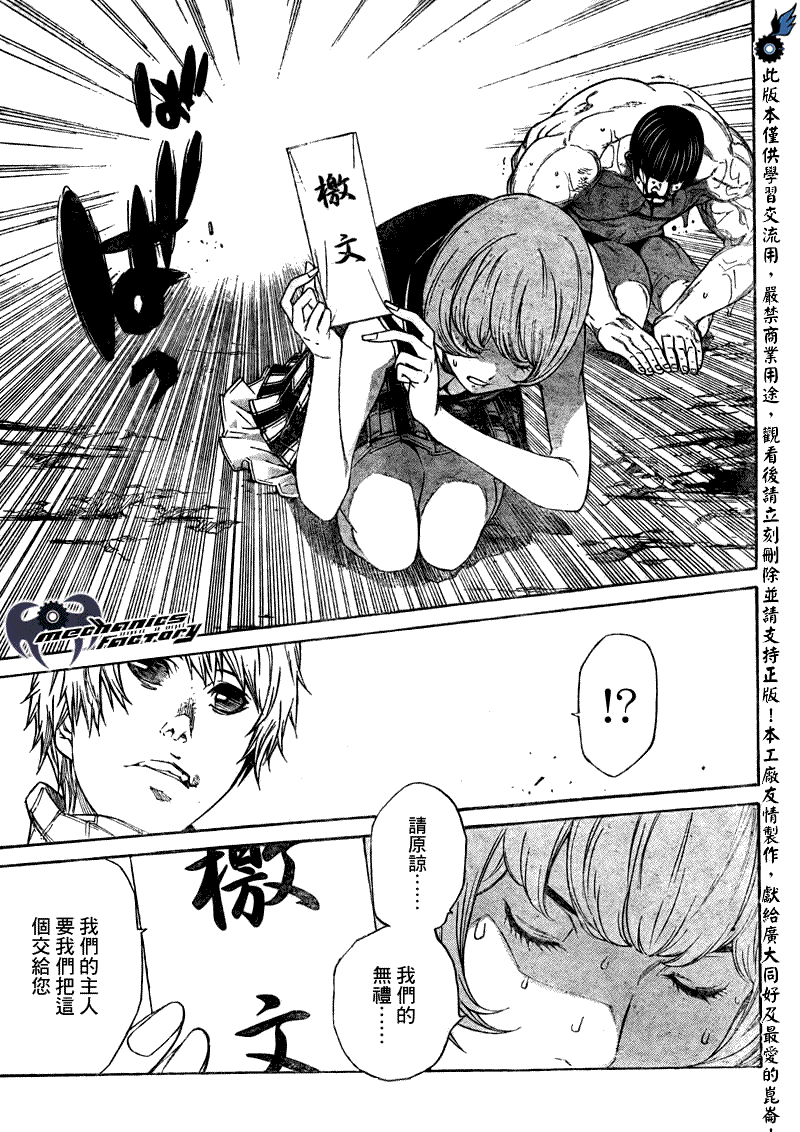 ばっ
ばっ
檄文
!?
請原諒……
我們的
無禮……
檄文
我們的主人
要我們把這
個交給您
mechanics
factory
此版本僅供學習交流用，嚴禁商業用途，觀看後請立刻刪除並請支持正版！本工廠友情製作，獻給廣大同好及最愛的崑崙，